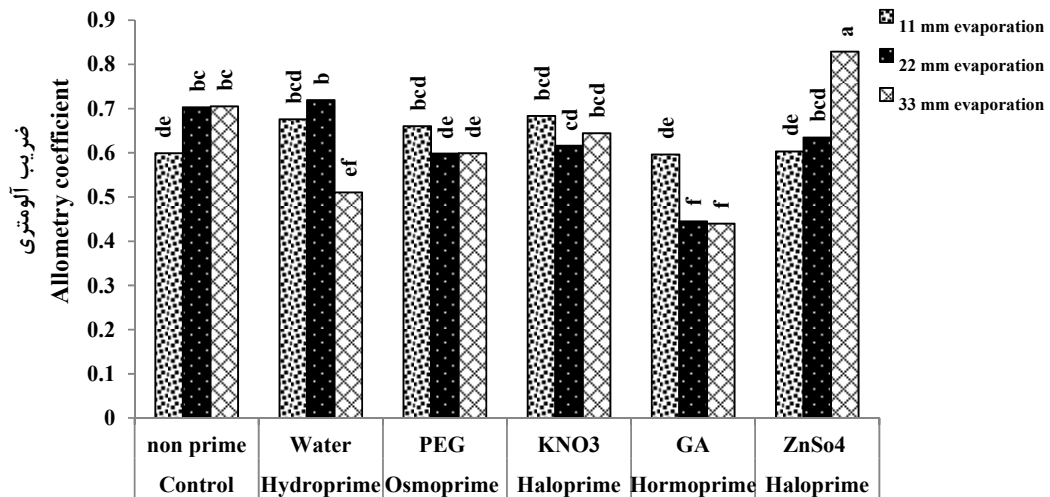 0.9
0.8
0.7
0.6
0.5
0.4
0.3
0.2
0.1
0
ضریب آلومتری
Allometry coefficient
de bc bc
bcd b ef
bcd de de
bcd cd bcd
de f f
de bcd a
11 mm evaporation
22 mm evaporation
33 mm evaporation
non prime Water PEG KNO3 GA ZnSo4
Control Hydroprime Osmoprime Haloprime Hormoprime Haloprime